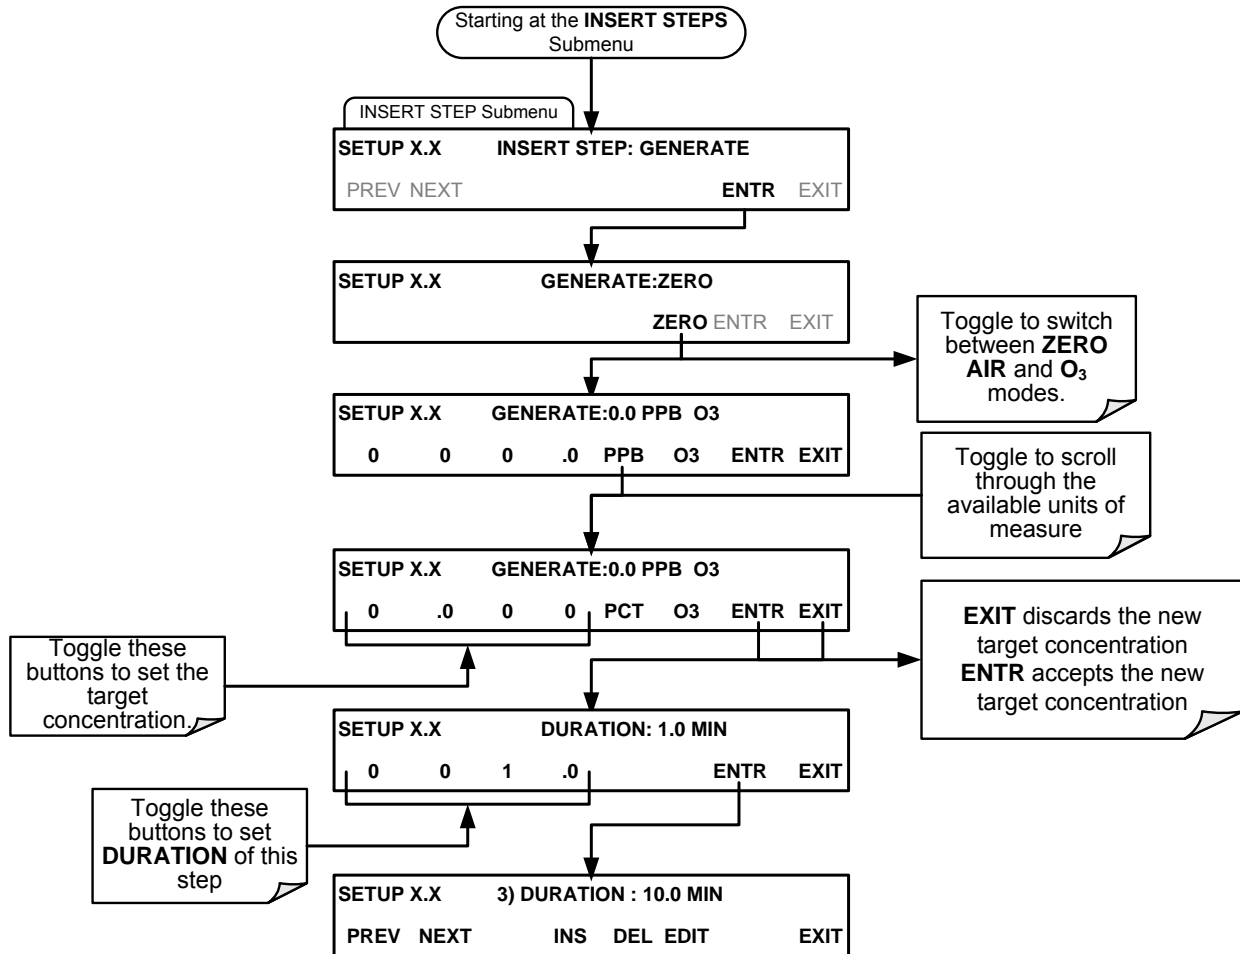 Starting at the INSERT STEPS
Submenu
INSERT STEP Submenu
SETUP X.X INSERT STEP: GENERATE
PREV NEXT ENTR EXIT
SETUP X.X GENERATE:ZERO
ZERO ENTR EXIT
Toggle to switch
between ZERO
AIR and O₃
modes.
SETUP X.X GENERATE:0.0 PPB O3
0 0 0 .0 PPB O3 ENTR EXIT
Toggle to scroll
through the
available units of
measure
SETUP X.X GENERATE:0.0 PPB O3
0 .0 0 0 PCT O3 ENTR EXIT
EXIT discards the new
target concentration
ENTR accepts the new
target concentration
Toggle these
buttons to set the
target
concentration.
SETUP X.X DURATION: 1.0 MIN
0 0 1 .0 ENTR EXIT
Toggle these
buttons to set
DURATION of this
step
SETUP X.X 3) DURATION : 10.0 MIN
PREV NEXT INS DEL EDIT EXIT